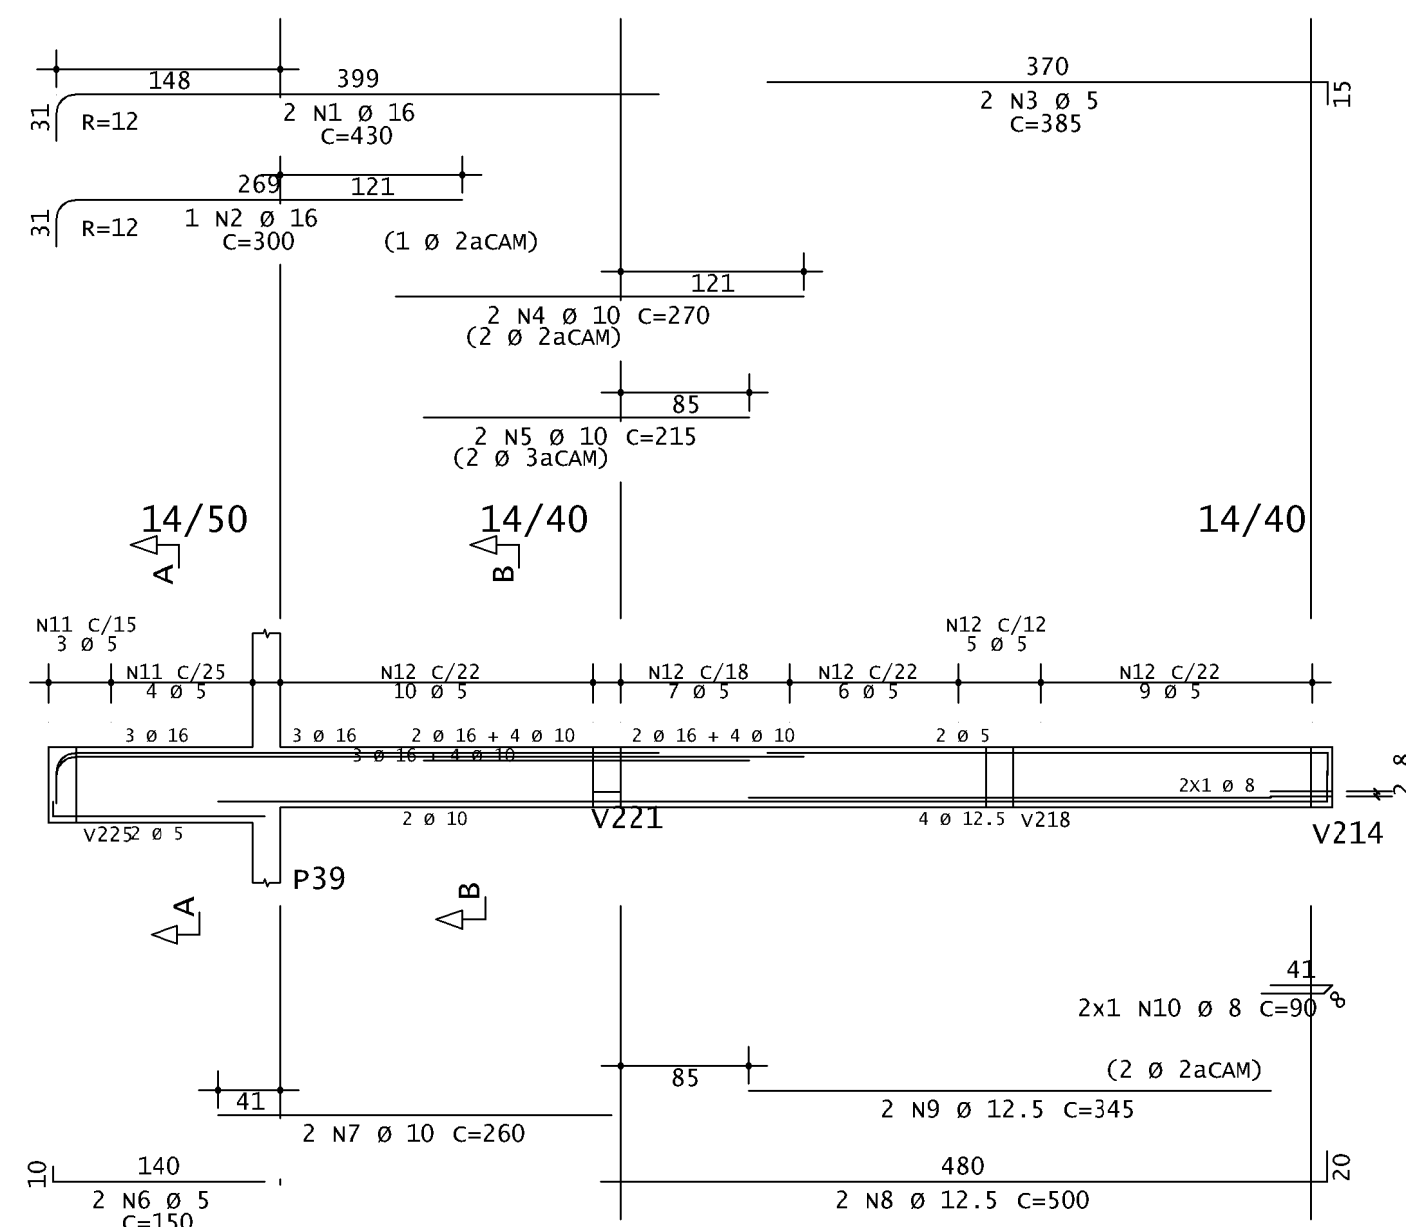 148
399
370
31
R=12
2 N1 Ø 16
C=430
2 N3 Ø 5
C=385
15
269
121
31
R=12
1 N2 Ø 16
C=300
(1 Ø 2aCAM)
121
2 N4 Ø 10 C=270
(2 Ø 2aCAM)
85
2 N5 Ø 10 C=215
(2 Ø 3aCAM)
14/50
14/40
14/40
A
B
N11 C/15
3 Ø 5
N12 C/12
5 Ø 5
N11 C/25
4 Ø 5
N12 C/22
10 Ø 5
N12 C/18
7 Ø 5
N12 C/22
6 Ø 5
N12 C/22
9 Ø 5
3 Ø 16
3 Ø 16
2 Ø 16 + 4 Ø 10
2 Ø 16 + 4 Ø 10
2 Ø 5
3 Ø 16 + 4 Ø 10
2X1 Ø 8
2 8
V225
2 Ø 5
2 Ø 10
V221
4 Ø 12.5
V218
V214
P39
A
B
41
2x1 N10 Ø 8 C=90
8
85
(2 Ø 2aCAM)
41
2 N9 Ø 12.5 C=345
2 N7 Ø 10 C=260
10
140
480
20
2 N6 Ø 5
C=150
2 N8 Ø 12.5 C=500